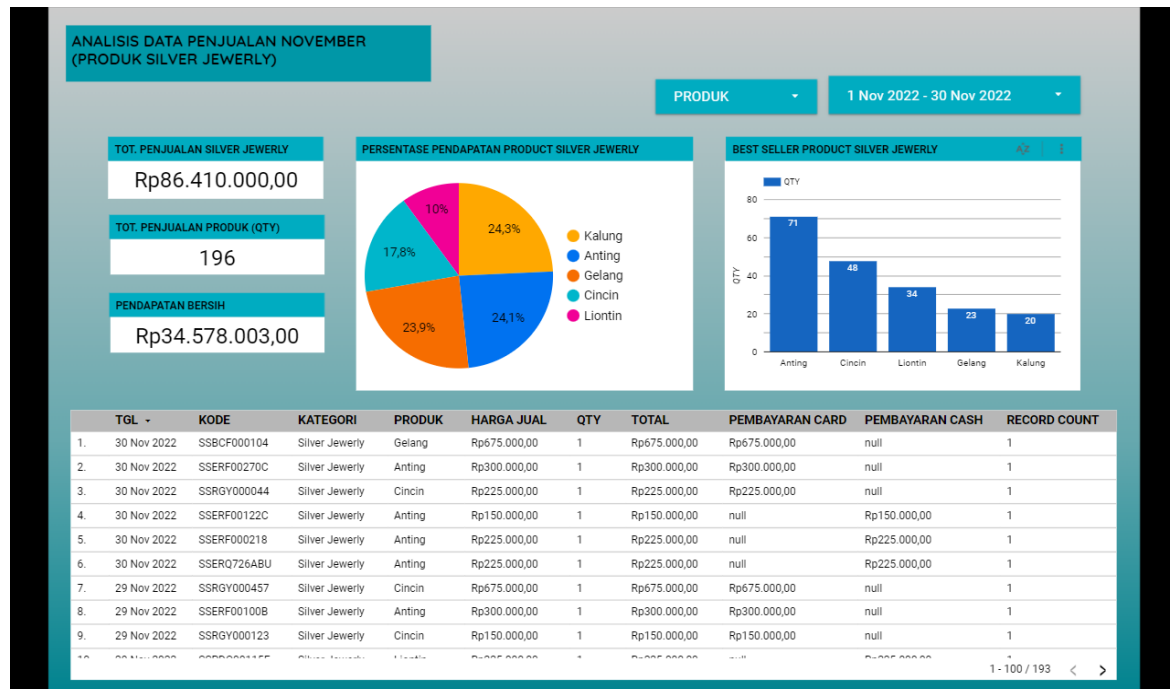 ANALISIS DATA PENJUALAN NOVEMBER
(PRODUK SILVER JEWERLY)
PRODUK
1 Nov 2022 - 30 Nov 2022
TOT. PENJUALAN SILVER JEWERLY
Rp86.410.000,00
TOT. PENJUALAN PRODUK (QTY)
196
PENDAPATAN BERSIH
Rp34.578.003,00
PERSENTASE PENDAPATAN PRODUCT SILVER JEWERLY
10%
24,3%
17,8%
23,9%
24,1%
Kalung
Anting
Gelang
Cincin
Liontin
BEST SELLER PRODUCT SILVER JEWERLY
QTY
80
60
40
20
0
QTY
71
48
34
23
20
Anting Cincin Liontin Gelang Kalung
TGL KODE KATEGORI PRODUK HARGA JUAL QTY TOTAL PEMBAYARAN CARD PEMBAYARAN CASH RECORD COUNT
1. 30 Nov 2022 SSBCF000104 Silver Jewerly Gelang Rp675.000,00 1 Rp675.000,00 Rp675.000,00 null 1
2. 30 Nov 2022 SSERF00270C Silver Jewerly Anting Rp300.000,00 1 Rp300.000,00 Rp300.000,00 null 1
3. 30 Nov 2022 SSRGY000044 Silver Jewerly Cincin Rp225.000,00 1 Rp225.000,00 Rp225.000,00 null 1
4. 30 Nov 2022 SSERF00122C Silver Jewerly Anting Rp150.000,00 1 Rp150.000,00 null Rp150.000,00 1
5. 30 Nov 2022 SSERF000218 Silver Jewerly Anting Rp225.000,00 1 Rp225.000,00 null Rp225.000,00 1
6. 30 Nov 2022 SSERQ726ABU Silver Jewerly Anting Rp225.000,00 1 Rp225.000,00 null Rp225.000,00 1
7. 29 Nov 2022 SSRGY000457 Silver Jewerly Cincin Rp675.000,00 1 Rp675.000,00 Rp675.000,00 null 1
8. 29 Nov 2022 SSERF00100B Silver Jewerly Anting Rp300.000,00 1 Rp300.000,00 Rp300.000,00 null 1
9. 29 Nov 2022 SSRGY000123 Silver Jewerly Cincin Rp150.000,00 1 Rp150.000,00 Rp150.000,00 null 1
1 - 100 / 193